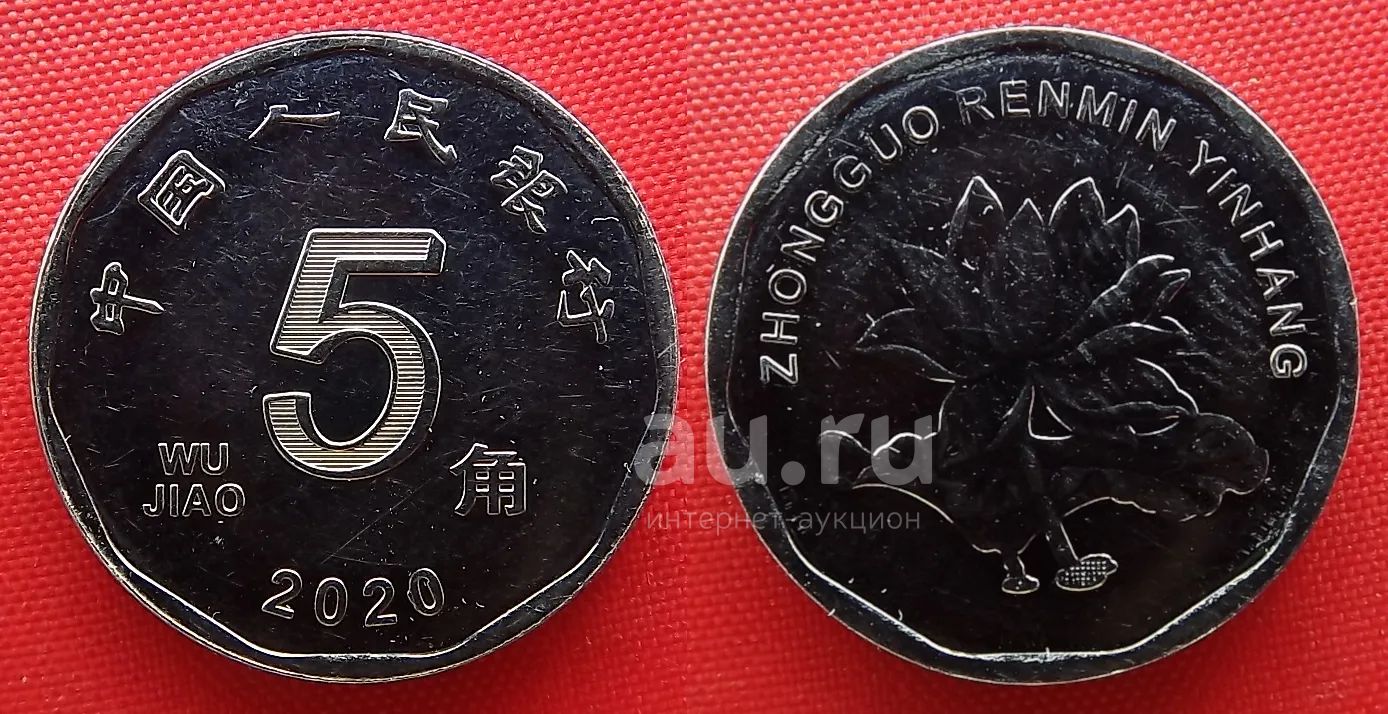 中国人民银行
5
WU
JIAO
角
2020
ZHONGGUO RENMIN YINHANG
au.ru
интернет-аукцион